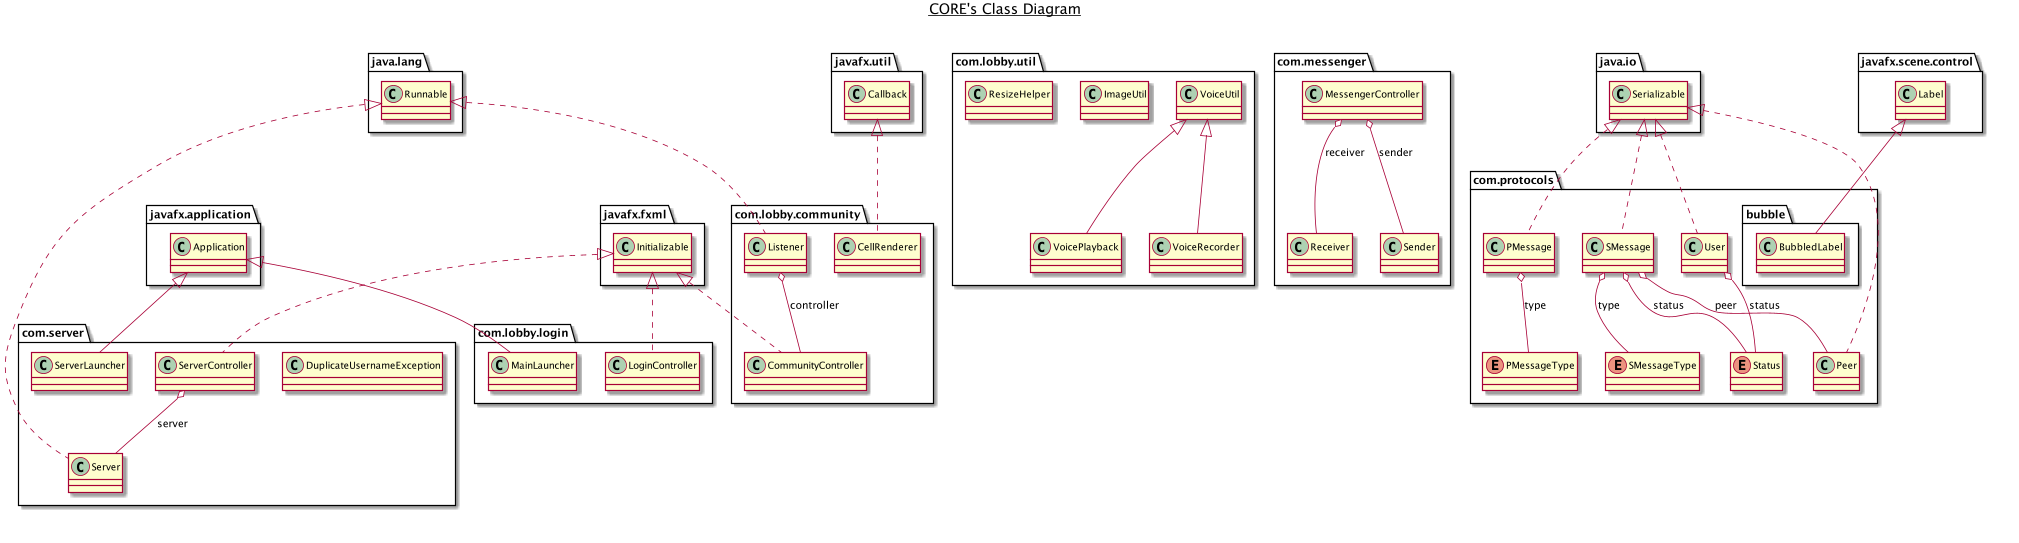 CORE's Class Diagram
java.lang
C Runnable
javafx.util
C Callback
com.lobby.util
C ResizeHelper
C ImageUtil
C VoiceUtil
C VoicePlayback
C VoiceRecorder
com.messenger
C MessengerController
receiver
sender
C Receiver
C Sender
java.io
C Serializable
javafx.scene.control
C Label
javafx.application
C Application
javafx.fxml
C Initializable
com.lobby.community
C Listener
C CellRenderer
controller
C CommunityController
com.protocols
C PMessage
C SMessage
C User
bubble
C BubbledLabel
type
type
status
peer
status
E PMessageType
E SMessageType
E Status
C Peer
com.server
C ServerLauncher
C ServerController
C DuplicateUsernameException
server
C Server
com.lobby.login
C MainLauncher
C LoginController